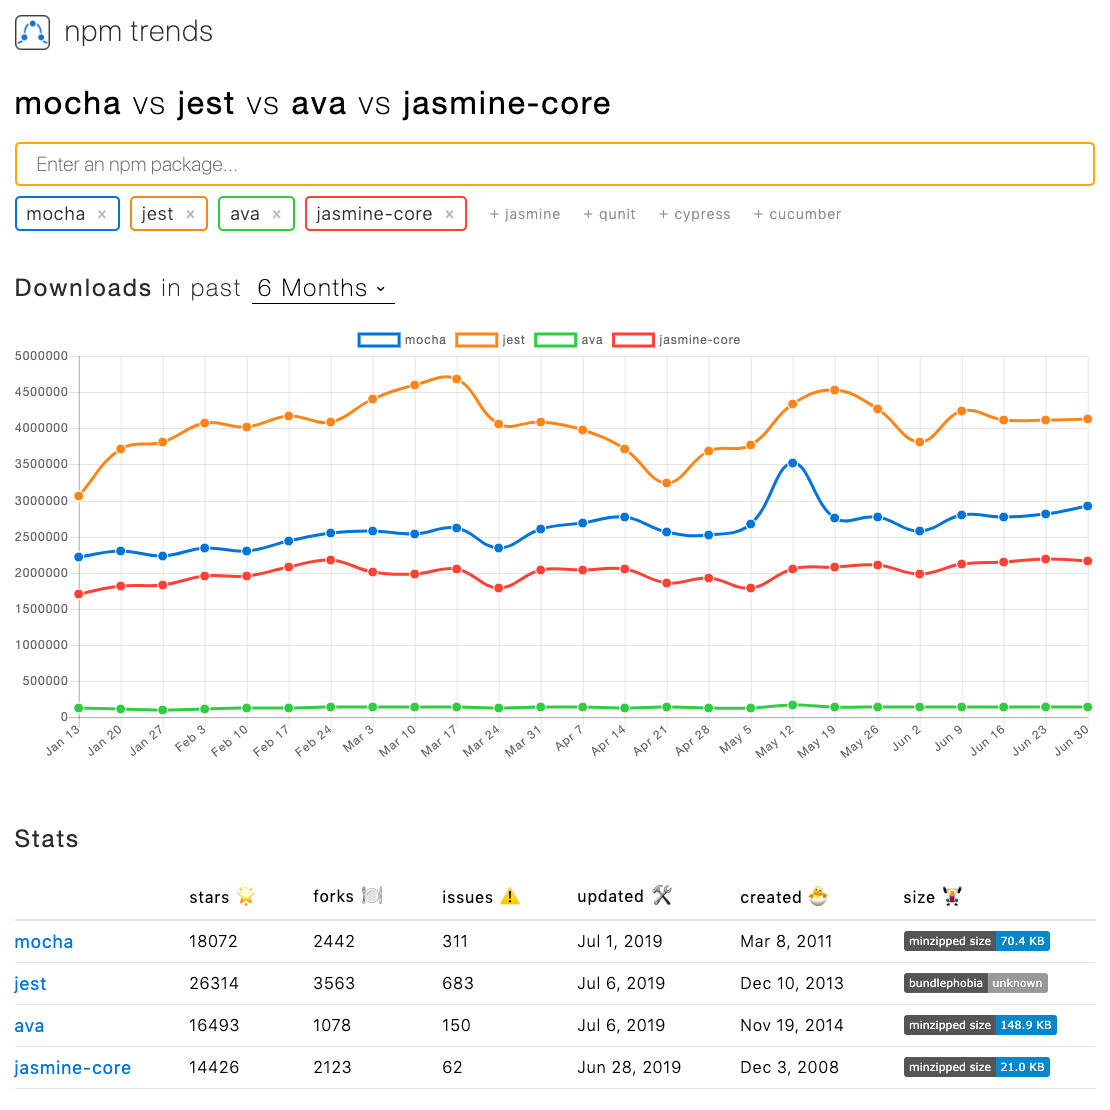 npm trends
mocha vs jest vs ava vs jasmine-core
Enter an npm package...
mocha × jest × ava × jasmine-core × + jasmine + qunit + cypress + cucumber
Downloads in past 6 Months
mocha jest ava jasmine-core
5000000
4500000
4000000
3500000
3000000
2500000
2000000
1500000
1000000
500000
0
Jan 13 Jan 20 Jan 27 Feb 3 Feb 10 Feb 17 Feb 24 Mar 3 Mar 10 Mar 17 Mar 24 Mar 31 Apr 7 Apr 14 Apr 21 Apr 28 May 5 May 12 May 19 May 26 Jun 2 Jun 9 Jun 16 Jun 23 Jun 30
Stats
stars forks issues updated created size
mocha 18072 2442 311 Jul 1, 2019 Mar 8, 2011 minzipped size 70.4 KB
jest 26314 3563 683 Jul 6, 2019 Dec 10, 2013 bundlephobia unknown
ava 16493 1078 150 Jul 6, 2019 Nov 19, 2014 minzipped size 148.9 KB
jasmine-core 14426 2123 62 Jun 28, 2019 Dec 3, 2008 minzipped size 21.0 KB